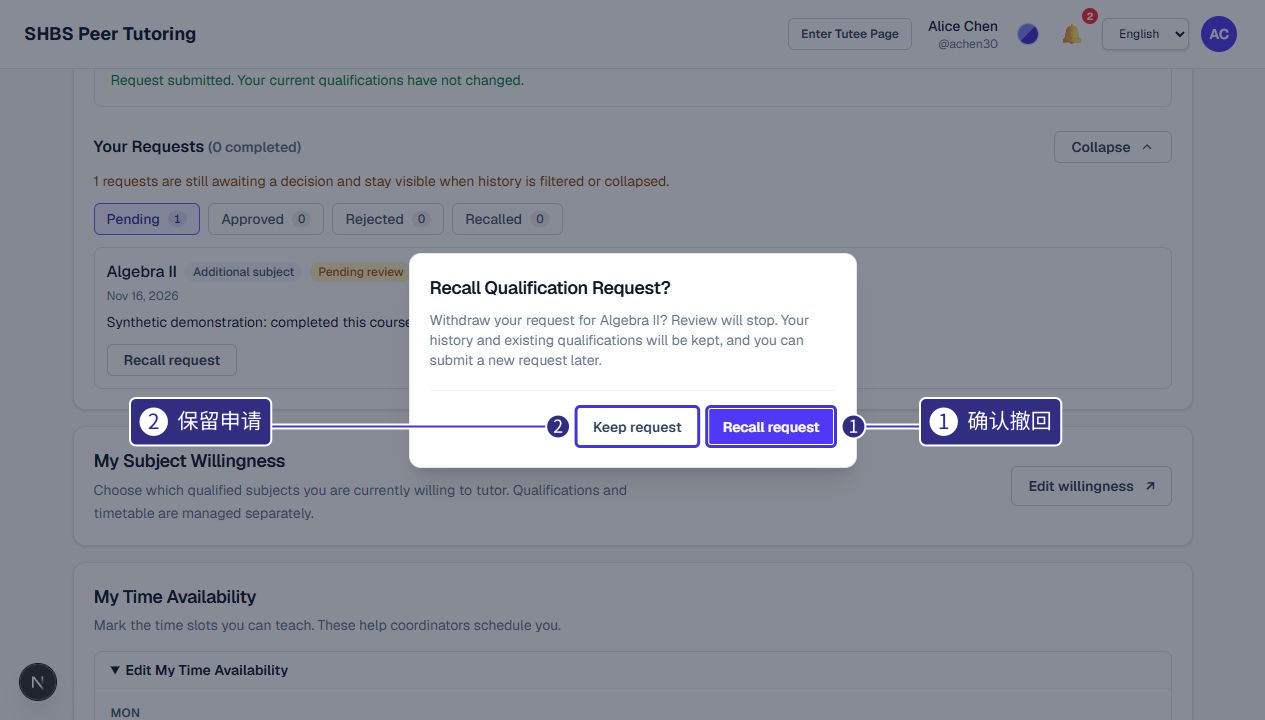 SHBS Peer Tutoring
Enter Tutee Page
Alice Chen
@achen30
2
English
AC
Request submitted. Your current qualifications have not changed.
Your Requests (0 completed)
Collapse
1 requests are still awaiting a decision and stay visible when history is filtered or collapsed.
Pending 1
Approved 0
Rejected 0
Recalled 0
Algebra II Additional subject Pending review
Nov 16, 2026
Synthetic demonstration: completed this course
Recall request
Recall Qualification Request?
Withdraw your request for Algebra II? Review will stop. Your
history and existing qualifications will be kept, and you can
submit a new request later.
2 保留申请
2
Keep request
Recall request
1
1 确认撤回
My Subject Willingness
Choose which qualified subjects you are currently willing to tutor. Qualifications and
timetable are managed separately.
Edit willingness
My Time Availability
Mark the time slots you can teach. These help coordinators schedule you.
Edit My Time Availability
MON
N